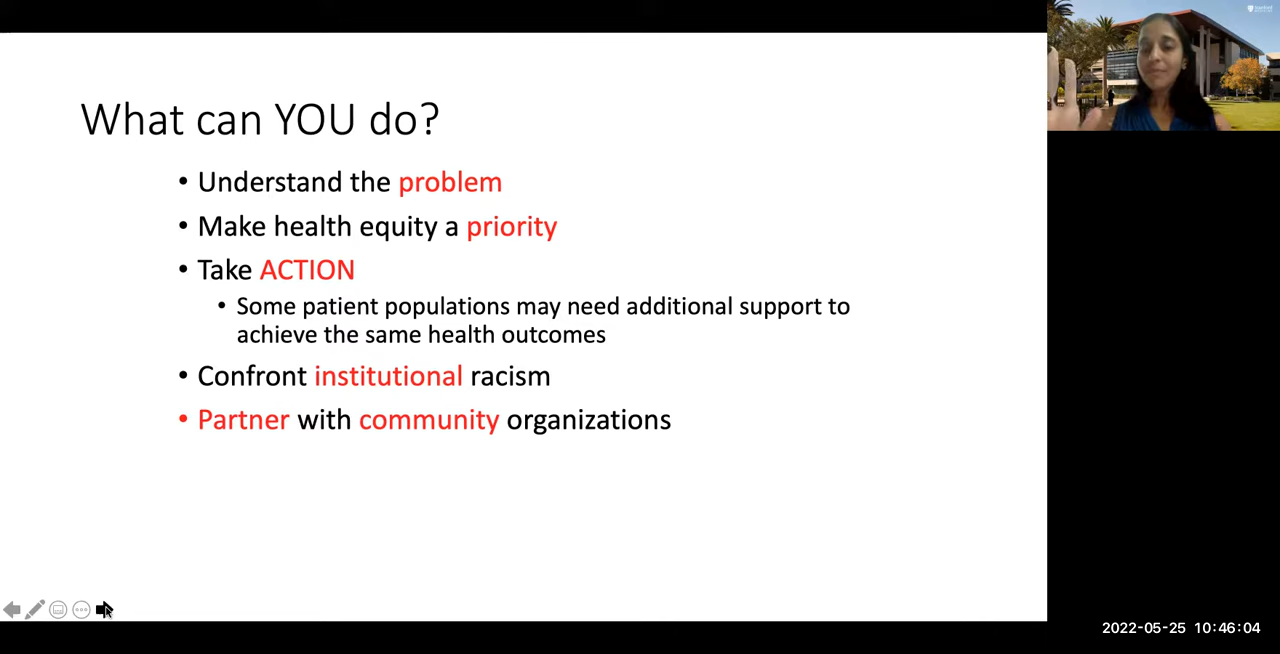 What can YOU do?
• Understand the problem
• Make health equity a priority
• Take ACTION
• Some patient populations may need additional support to
achieve the same health outcomes
• Confront institutional racism
• Partner with community organizations
2022-05-25 10:46:04